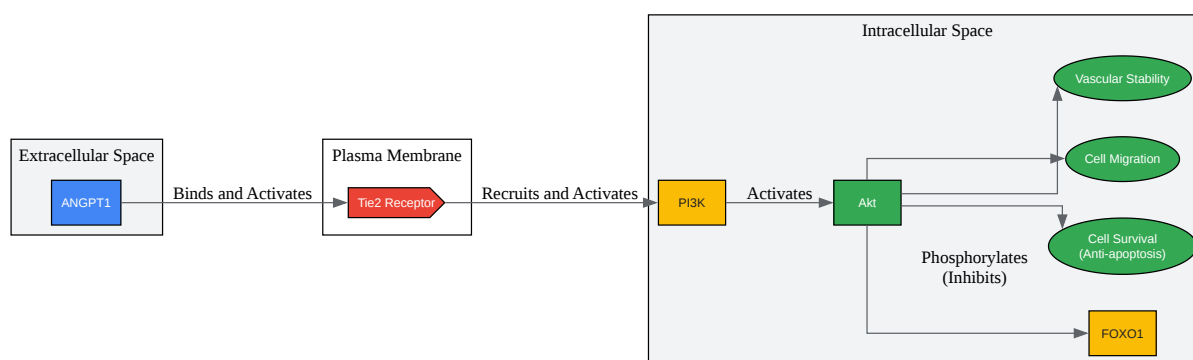 Intracellular Space
Vascular Stability
Extracellular Space
Plasma Membrane
Cell Migration
ANGPT1
Binds and Activates
Tie2 Receptor
Recruits and Activates
PI3K
Activates
Akt
Cell Survival
(Anti-apoptosis)
Phosphorylates
(Inhibits)
FOXO1